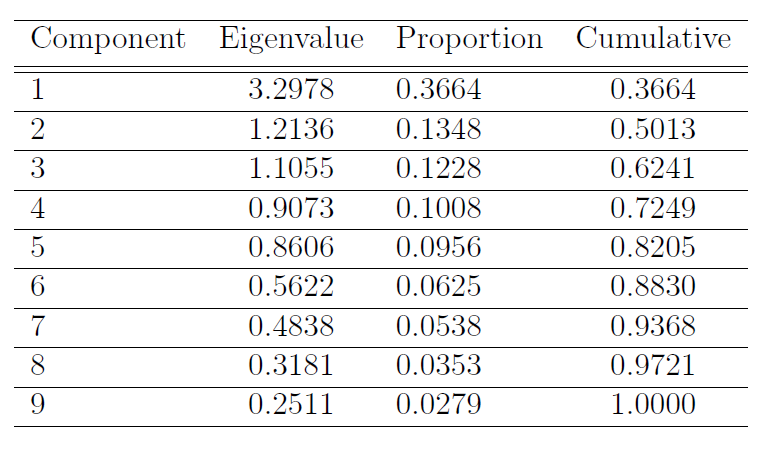 Component Eigenvalue Proportion Cumulative
1 3.2978 0.3664 0.3664
2 1.2136 0.1348 0.5013
3 1.1055 0.1228 0.6241
4 0.9073 0.1008 0.7249
5 0.8606 0.0956 0.8205
6 0.5622 0.0625 0.8830
7 0.4838 0.0538 0.9368
8 0.3181 0.0353 0.9721
9 0.2511 0.0279 1.0000